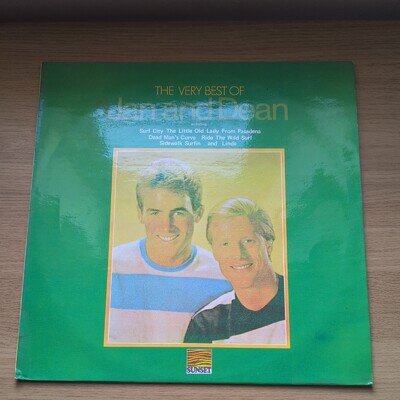 THE VERY BEST OF
Jan and Dean
including
Surf City The Little Old Lady From Pasadena
Dead Man's Curve Ride The Wild Surf
Sidewalk Surfin and Linda
SUNSET